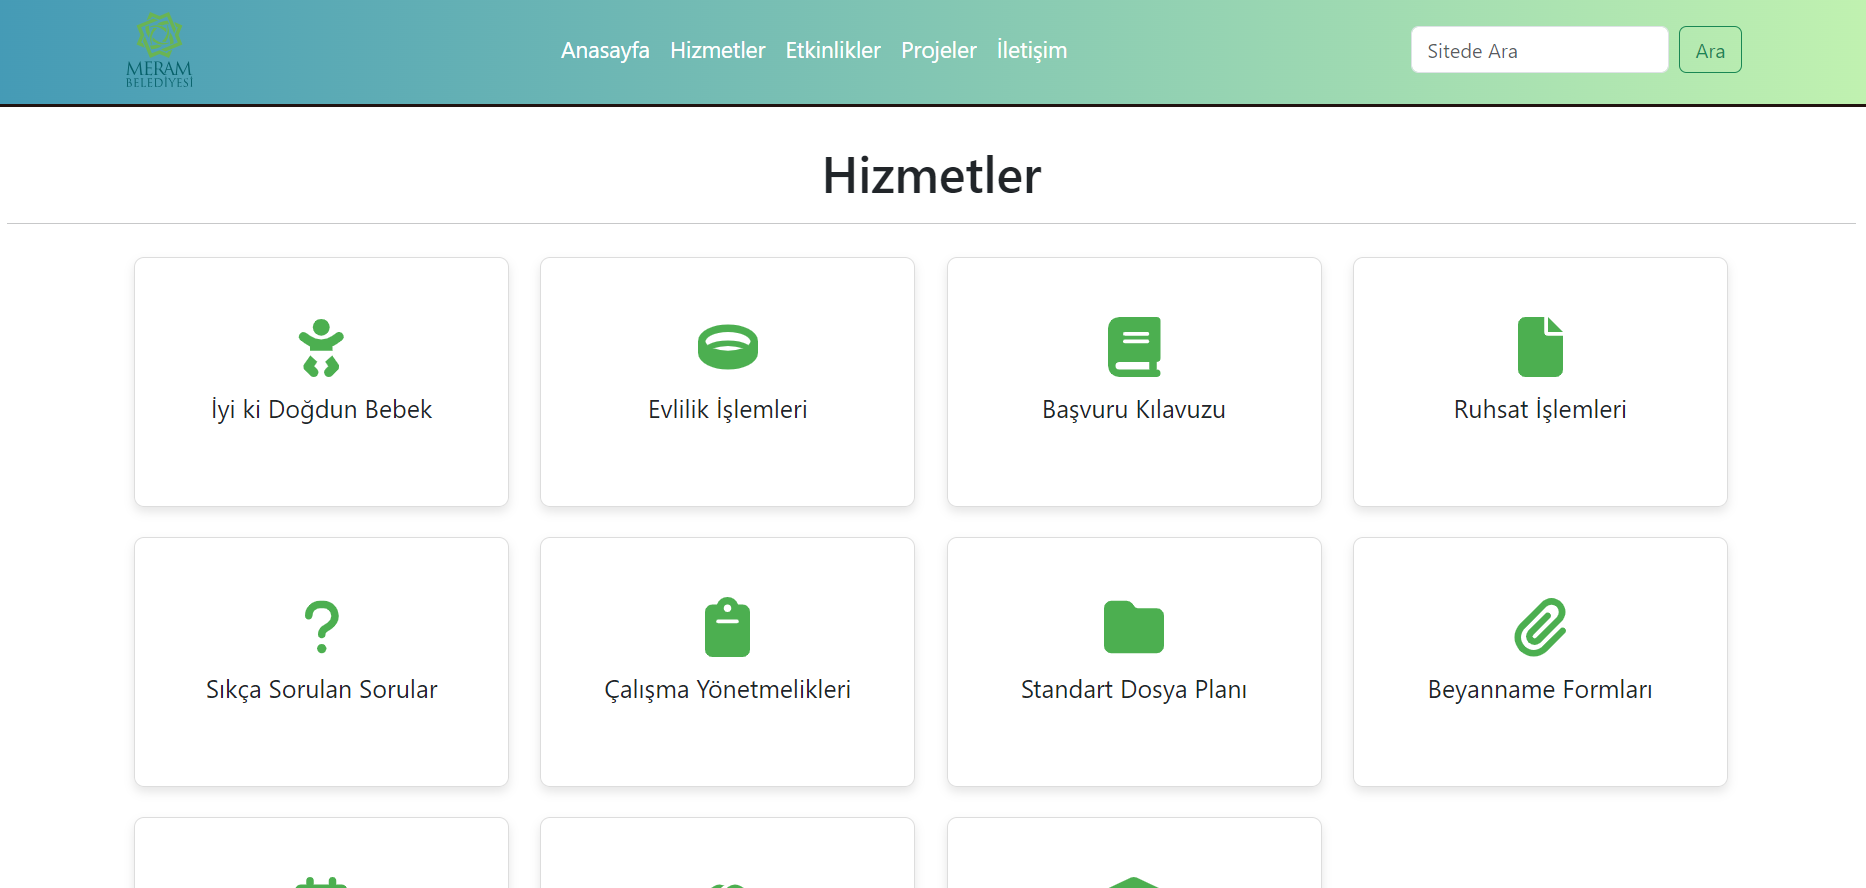 MERAM
BELEDİYESİ
Anasayfa Hizmetler Etkinlikler Projeler İletişim
Sitede Ara
Ara
Hizmetler
İyi ki Doğdun Bebek
Evlilik İşlemleri
Başvuru Kılavuzu
Ruhsat İşlemleri
Sıkça Sorulan Sorular
Çalışma Yönetmelikleri
Standart Dosya Planı
Beyanname Formları